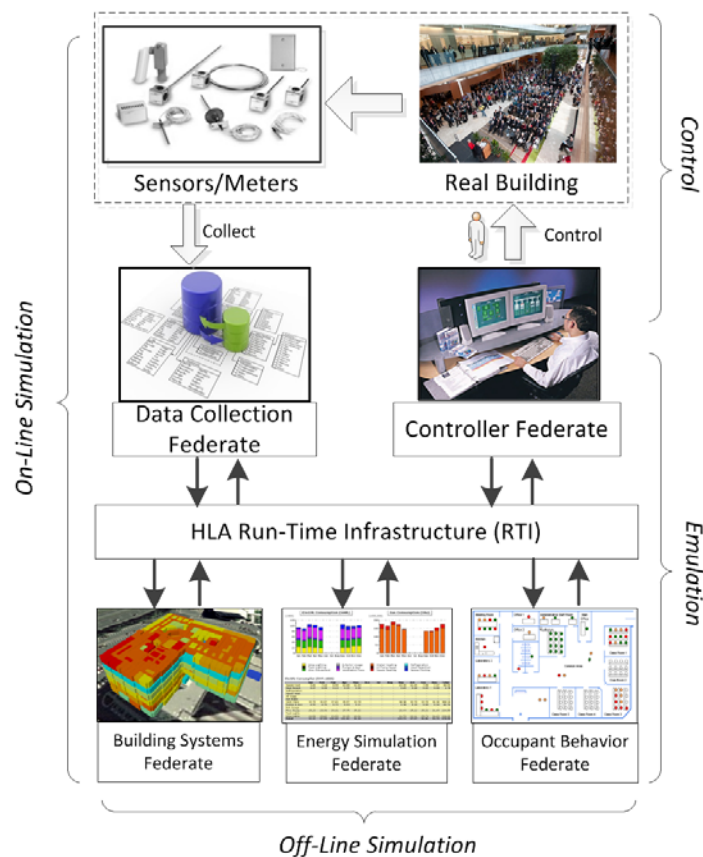 Sensors/Meters
Real Building
Collect
Control
Control
On-Line Simulation
Data Collection
Federate
Controller Federate
HLA Run-Time Infrastructure (RTI)
Emulation
Building Systems
Federate
Energy Simulation
Federate
Occupant Behavior
Federate
Off-Line Simulation